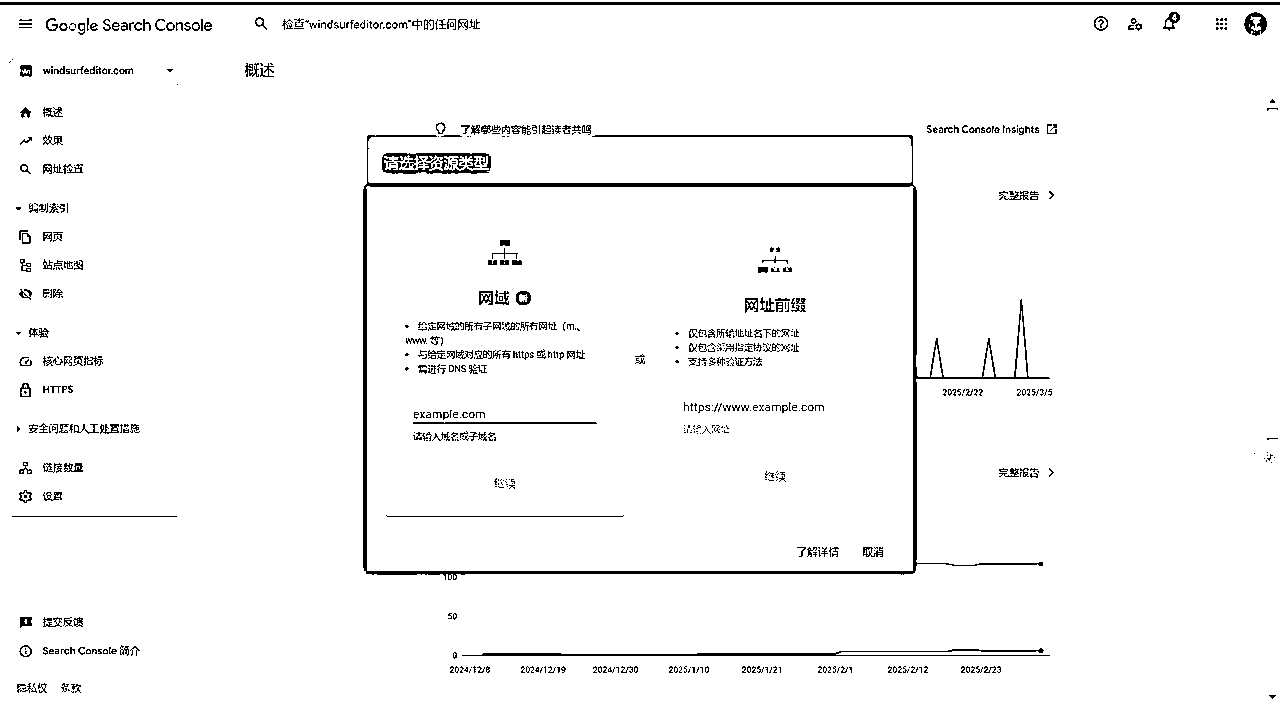 Google Search Console
检查"windsurfeditor.com"中的任何网址
windsurfeditor.com
概述
概述
效果
网址检查
编制索引
网页
站点地图
删除
体验
核心网页指标
HTTPS
安全问题和人工处置措施
链接数量
设置
提交反馈
Search Console 简介
隐私权 条款
了解哪些内容能引起读者共鸣
Search Console Insights
请选择资源类型
完整报告
网域 新
给定网域的所有子网域的所有网址 (m.、
www. 等)
与给定网域对应的所有 https 或 http 网址
需进行 DNS 验证
example.com
请输入域名或子域名
继续
或
网址前缀
仅包含所输地址名下的网址
仅包含采用指定协议的网址
支持多种验证方法
https://www.example.com
请输入网址
继续
了解详情 取消
2025/2/22 2025/3/5
完整报告
100
50
0
2024/12/8 2024/12/19 2024/12/30 2025/1/10 2025/1/21 2025/2/1 2025/2/12 2025/2/23